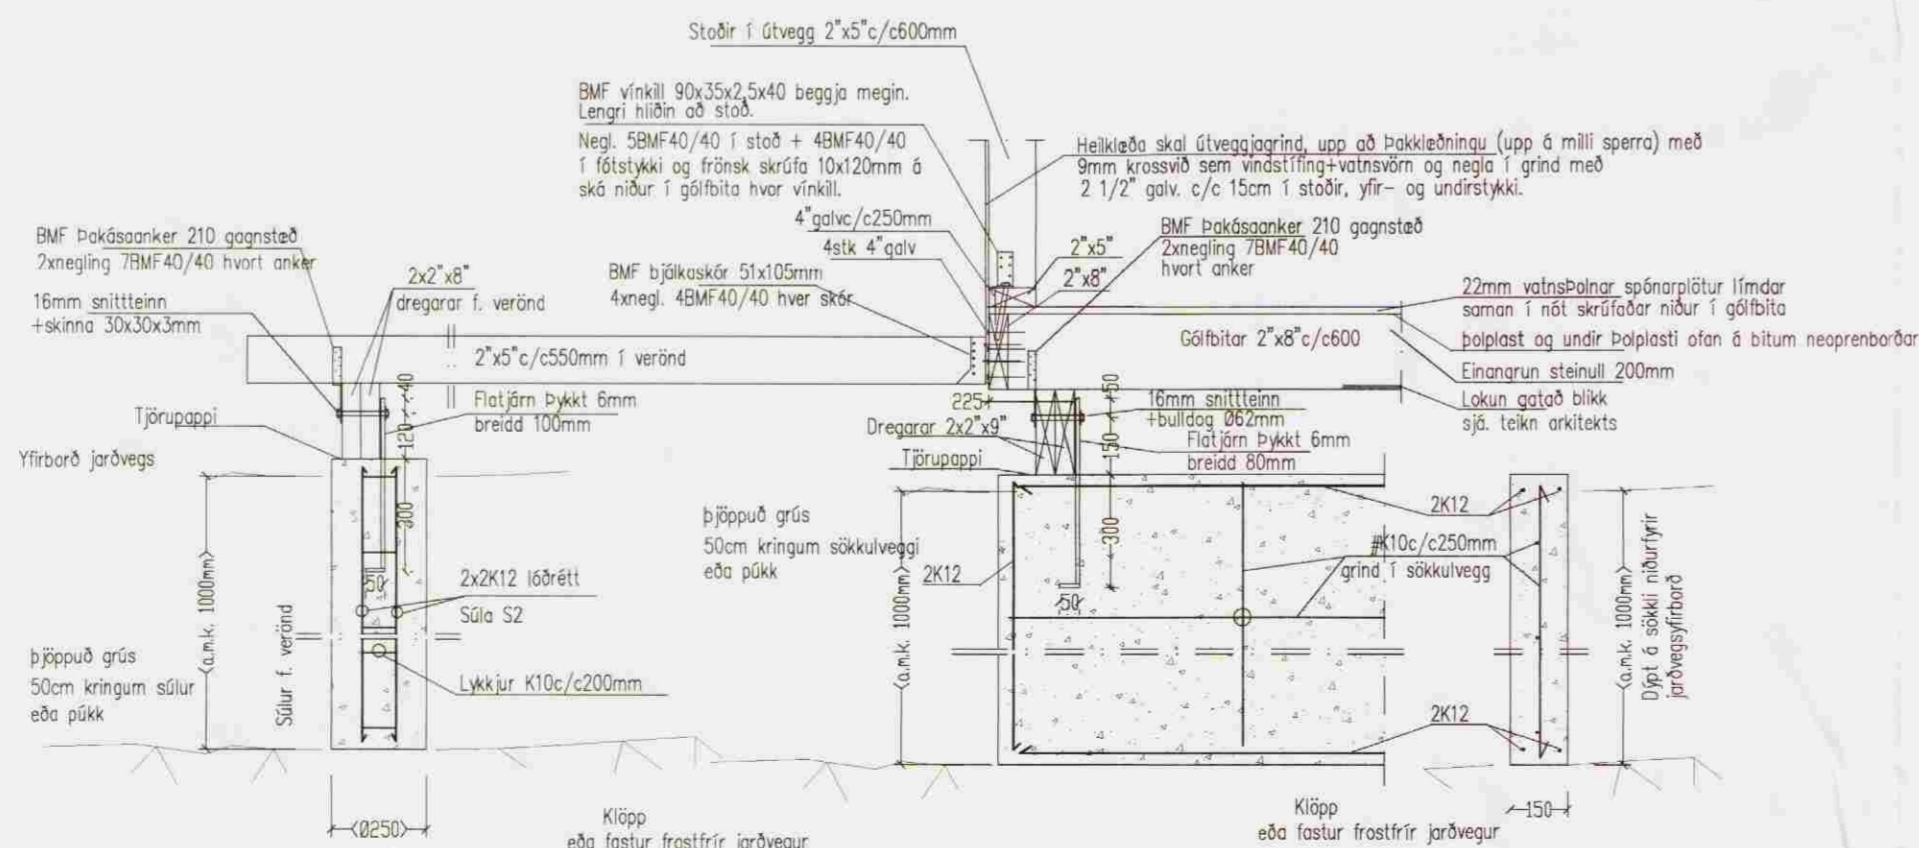 Stoðir í útvegg 2"x5"c/c600mm
BMF vínkill 90x35x2,5x40 beggja megin.
Lengri hliðin að stoð.
Negl. 5BMF40/40 í stoð + 4BMF40/40
í fótstykki og frönsk skrúfa 10x120mm á
ská niður í gólfbita hvor vínkill.
Heilklæða skal útveggjagrind, upp að Þakklæðningu (upp á milli sperra) með
9mm krossvið sem vindstífing+vatnsvörn og negla í grind með
2 1/2" galv. c/c 15cm í stoðir, yfir- og undirstykki.
4"galvc/c250mm
4stk 4"galv
BMF Þakásaanker 210 gagnstæð
2xnegling 7BMF40/40 hvort anker
16mm snittteinn
+skinna 30x30x3mm
2x2"x8"
dregarar f. verönd
BMF bjálkaskór 51x105mm
4xnegl. 4BMF40/40 hver skór
2"x5"
2"x8"
BMF Þakásaanker 210 gagnstæð
2xnegling 7BMF40/40
hvort anker
22mm vatnsÞolnar spónarplötur límdar
saman í nót skrúfaðar niður í gólfbita
Þolplast og undir Þolplasti ofan á bitum neoprenborðar
Einangrun steinull 200mm
Lokun gatað blikk
sjá. teikn arkitekts
2"x5"c/c550mm í verönd
Gólfbitar 2"x8"c/c600
Tjörupappi
Flatjárn Þykkt 6mm
breidd 100mm
40
120
300
50
225
50
150
300
50
16mm snittteinn
+bulldog Ø62mm
Dregarar 2x2"x9"
Flatjárn Þykkt 6mm
breidd 80mm
Tjörupappi
Yfirborð jarðvegs
<a.m.k. 1000mm>
Súlur f. verönd
Þjöppuð grús
50cm kringum súlur
eða púkk
2x2K12 lóðrétt
Súla S2
Lykkjur K10c/c200mm
Þjöppuð grús
50cm kringum sökkulveggi
eða púkk
<a.m.k. 1000mm>
2K12
2K12
#K10c/c250mm
grind í sökkulvegg
2K12
<a.m.k. 1000mm>
Dýpt á sökkli niðurfyrir
jarðvegsyfirborð
<Ø250>
Klöpp
eða fastur frostfrír jarðvegur
Klöpp
eða fastur frostfrír jarðvegur
150